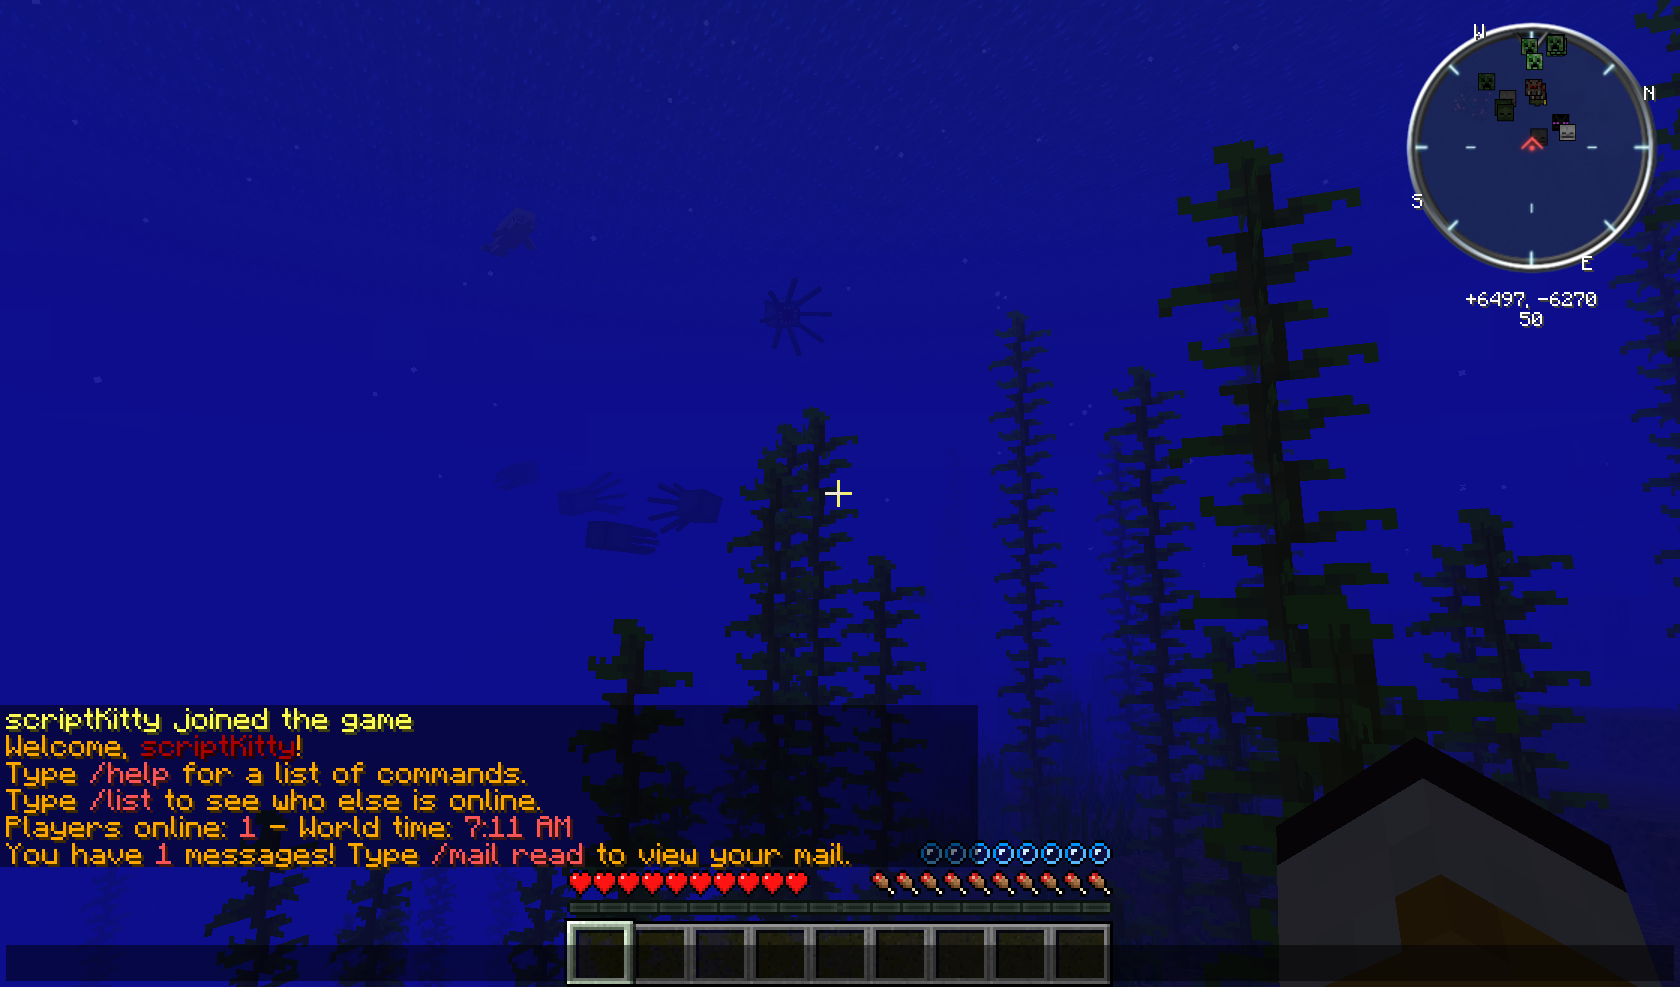 W
N
S
E
+6497, -6270
50
scriptKitty joined the game
Welcome, scriptKitty!
Type /help for a list of commands.
Type /list to see who else is online.
Players online: 1 - World time: 7:11 AM
You have 1 messages! Type /mail read to view your mail.